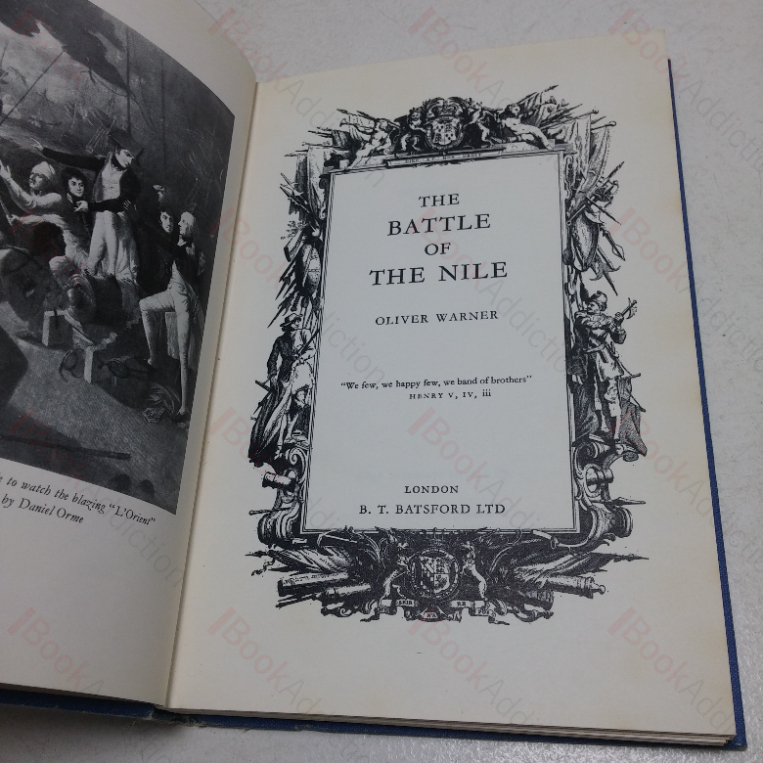 to watch the blazing "L'Orient"
by Daniel Orme
THE
BATTLE
OF
THE NILE
OLIVER WARNER
"We few, we happy few, we band of brothers"
HENRY V, IV, iii
LONDON
B. T. BATSFORD LTD
BookAddiction